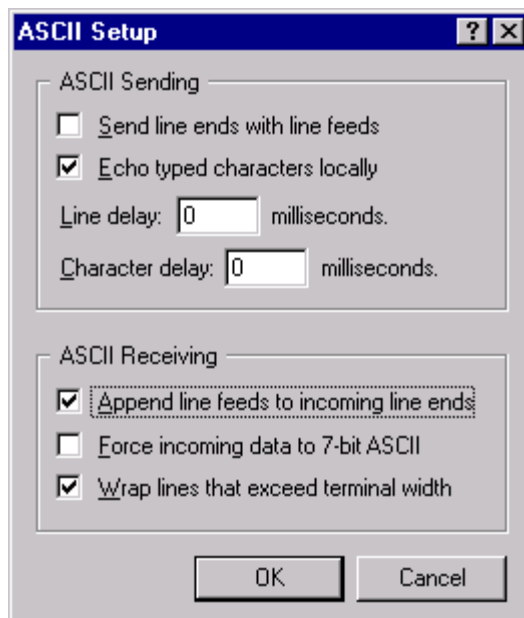 ASCII Setup
ASCII Sending
Send line ends with line feeds
Echo typed characters locally
Line delay: 0 milliseconds.
Character delay: 0 milliseconds.
ASCII Receiving
Append line feeds to incoming line ends
Force incoming data to 7-bit ASCII
Wrap lines that exceed terminal width
OK Cancel